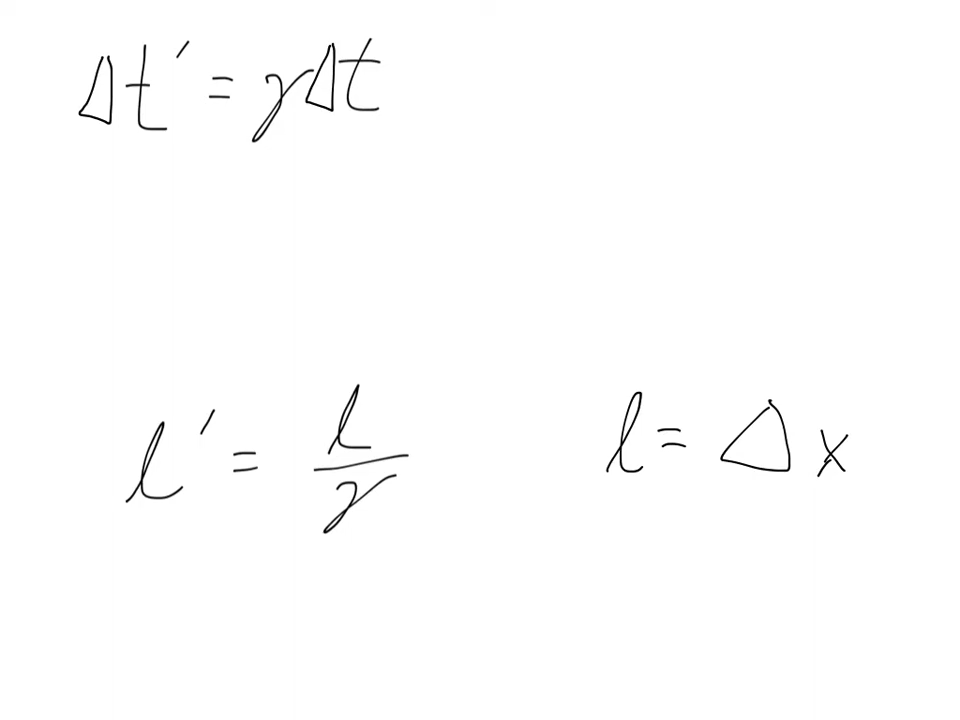 Δt′ = γΔt
l′ = l/γ l = Δx